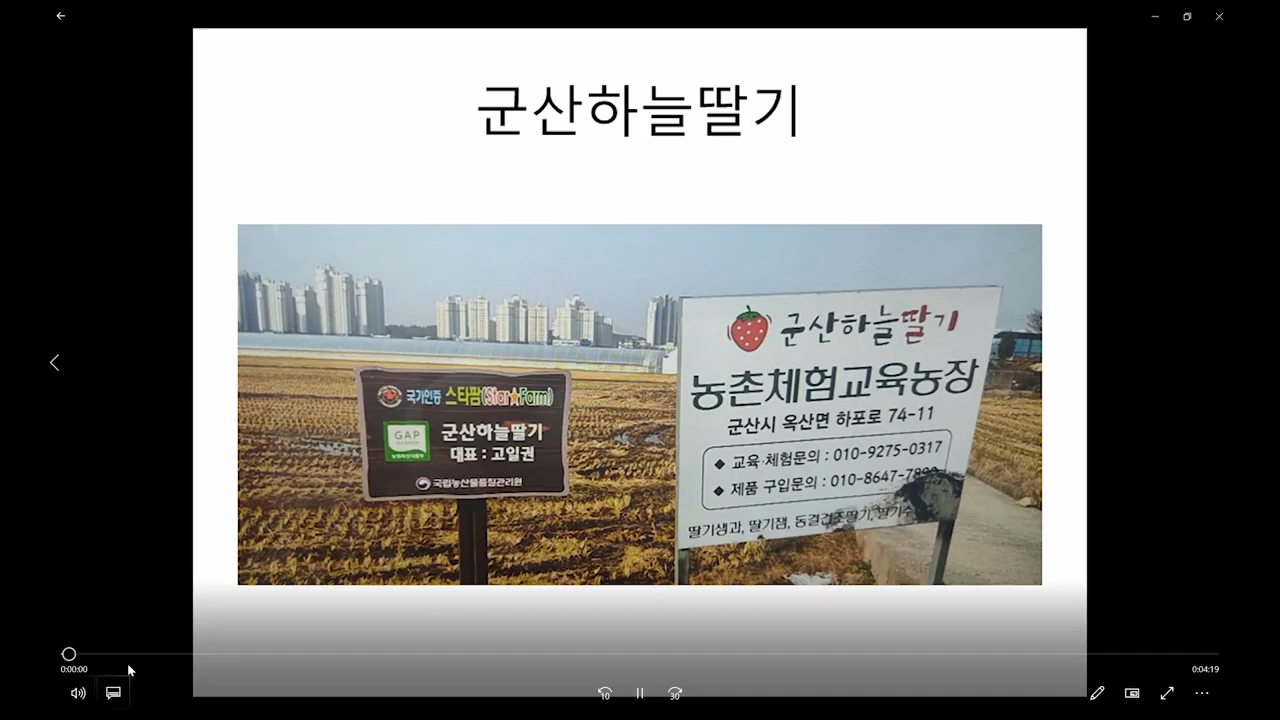 군산하늘딸기
국가인증 스타팜(Star★Farm)
GAP
군산하늘딸기
대표 : 고일권
국립농산물품질관리원
군산하늘딸기
농촌체험교육농장
군산시 옥산면 하포로 74-11
◆ 교육·체험문의 : 010-9275-0317
◆ 제품 구입문의 : 010-8647-
딸기생과, 딸기잼, 동결건조딸기,
0:00:00
0:04:19
10
30